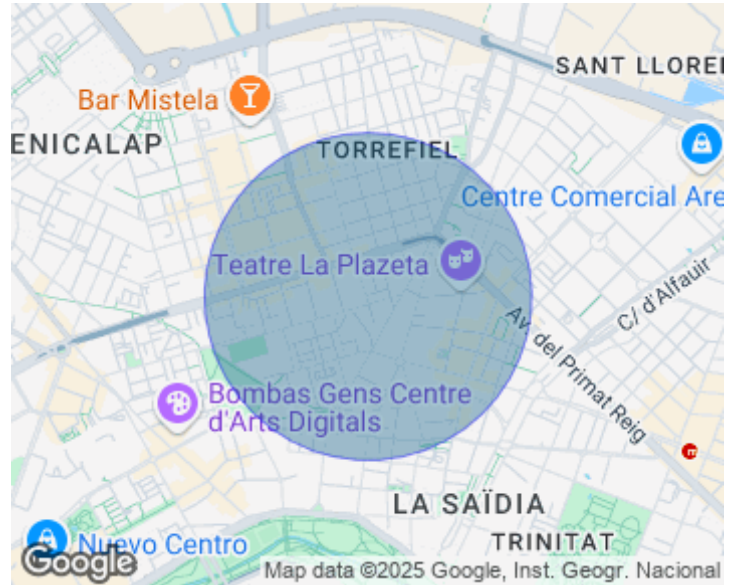 SANT LLOREI
Bar Mistela
ENICALAP
TORREFIEL
Centre Comercial Are
Teatre La Plazeta
C/ d'Alfauir
Av. del Primat Reig
Bombas Gens Centre
d'Arts Digitals
m
LA SAÏDIA
Nuevo Centro
TRINITAT
Google
Map data ©2025 Google, Inst. Geogr. Nacional